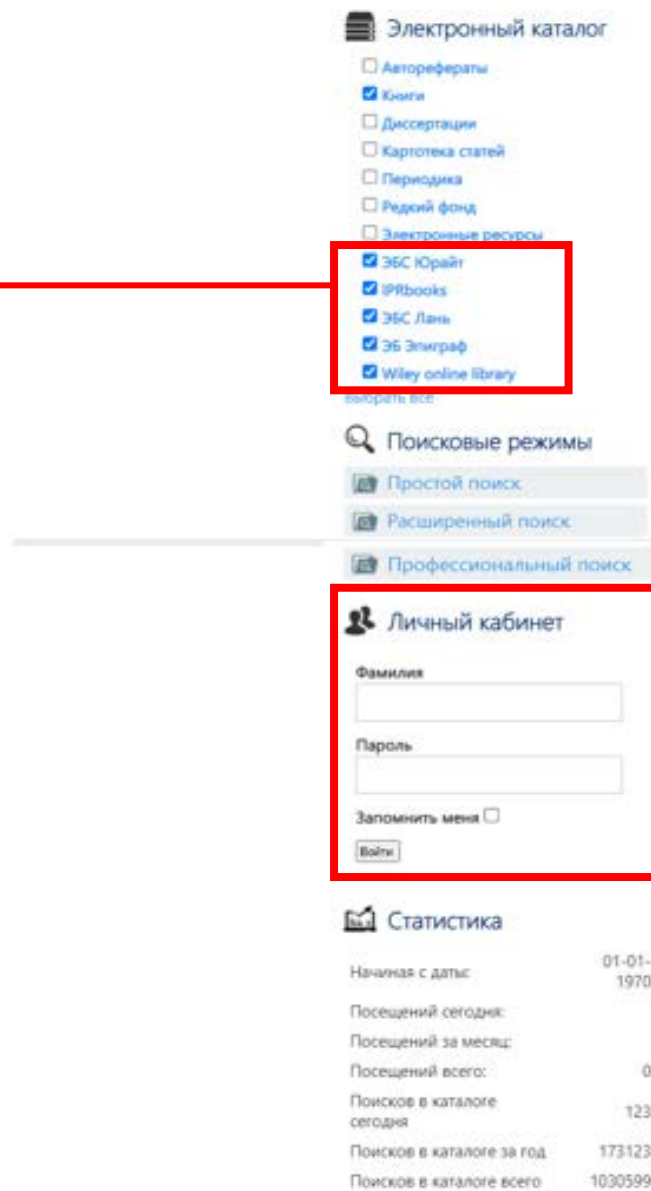 Электронный каталог
Авторефераты
Книги
Диссертации
Картотека статей
Периодика
Редкий фонд
Электронные ресурсы
ЭБС Юрайт
IPRbooks
ЭБС Лань
ЭБ Эпиграф
Wiley online library
выбрать все
Поисковые режимы
Простой поиск
Расширенный поиск
Профессиональный поиск
Личный кабинет
Фамилия
Пароль
Запомнить меня
Войти
Статистика
Начиная с даты: 01-01-
1970
Посещений сегодня:
Посещений за месяц:
Посещений всего: 0
Поисков в каталоге
сегодня 123
Поисков в каталоге за год 173123
Поисков в каталоге всего 1030599